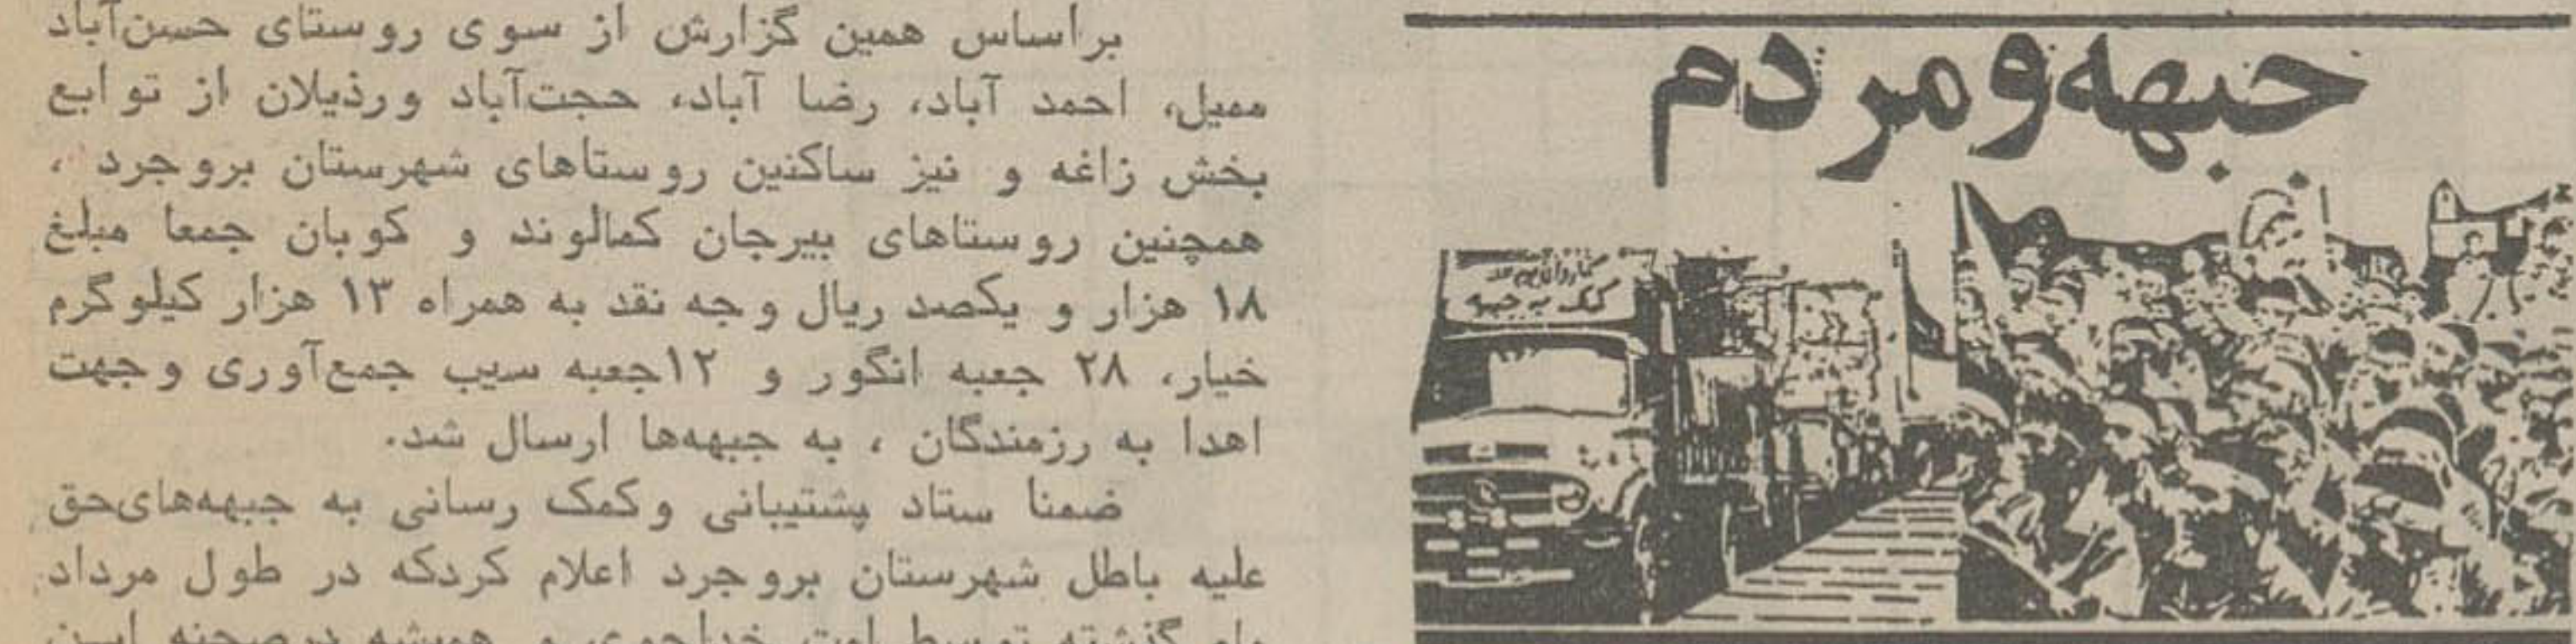 جبهه و مردم
کمک به جبهه
براساس همین گزارش از سوی روستای حسن‌آباد
ممیل، احمد آباد، رضا آباد، حجت‌آباد ورذیلان از توابع
بخش زاغه و نیز ساکنین روستاهای شهرستان بروجرد ،
همچنین روستاهای بیرجان کمالوند و کوبان جمعا مبلغ
۱۸ هزار و یکصد ریال وجه نقد به همراه ۱۳ هزار کیلوگرم
خیار، ۲۸ جعبه انگور و ۱۲جعبه سیب جمع‌آوری وجهت
اهدا به رزمندگان ، به جبهه‌ها ارسال شد.
ضمنا ستاد پشتیبانی وکمک رسانی به جبهه‌های‌حق
علیه باطل شهرستان بروجرد اعلام کردکه در طول مرداد